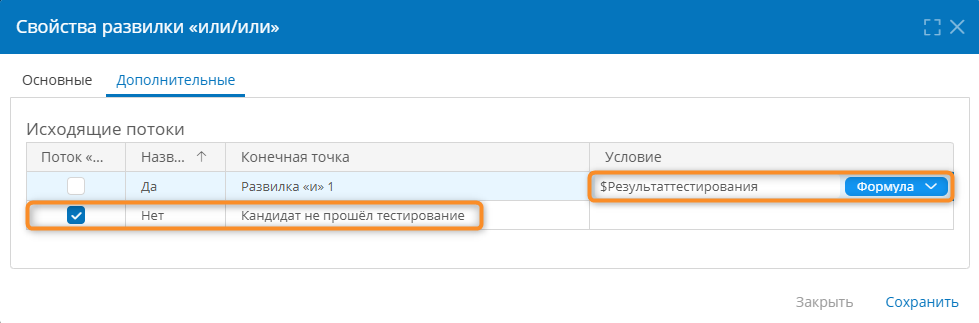 Свойства развилки «или/или»
Основные Дополнительные
Исходящие потоки
Поток «... Назв... Конечная точка Условие
Да Развилка «и» 1 $Результаттестирования Формула
Нет Кандидат не прошёл тестирование
Закрыть Сохранить